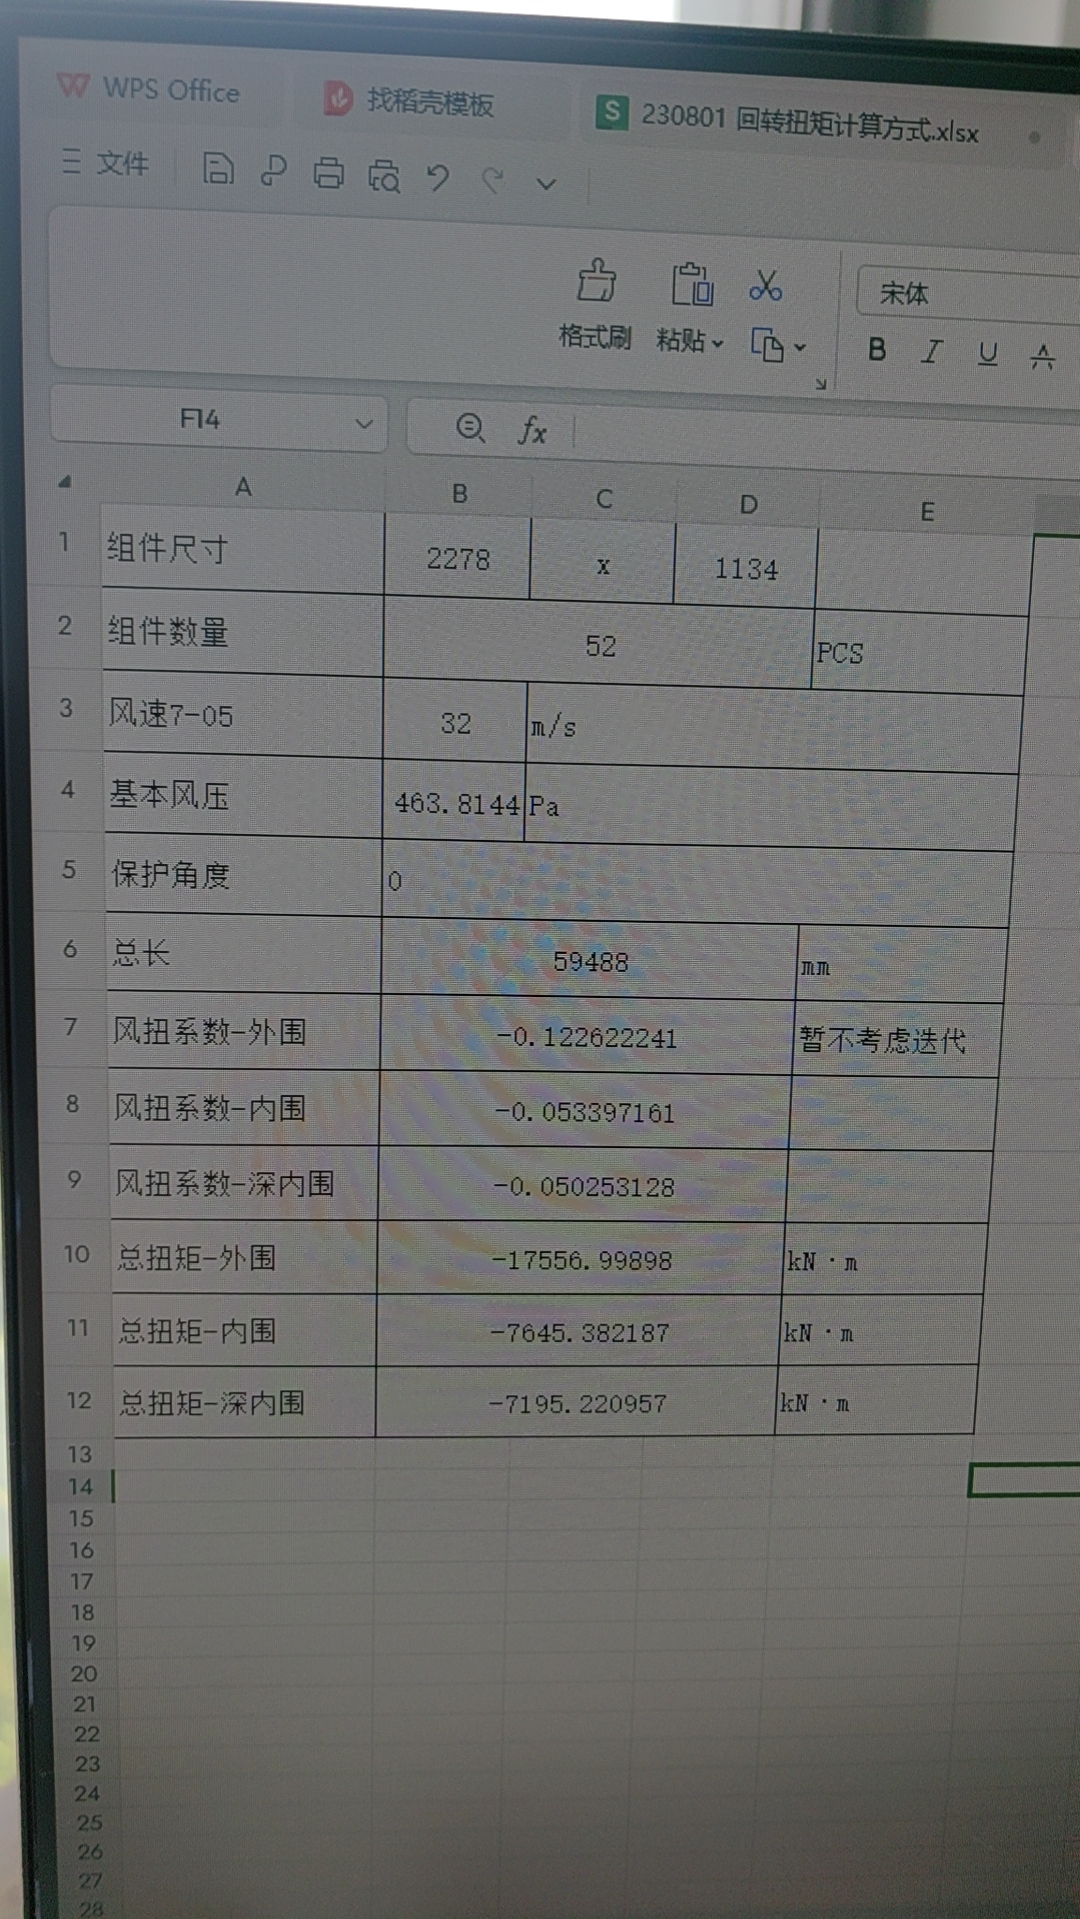 WPS Office 找稻壳模板 230801 回转扭矩计算方式.xlsx
文件
格式刷 粘贴 宋体
B I U A
F14 fx
A B C D E
1 组件尺寸 2278 x 1134
2 组件数量 52 PCS
3 风速7-05 32 m/s
4 基本风压 463.8144 Pa
5 保护角度 0
6 总长 59488 mm
7 风扭系数-外围 -0.122622241 暂不考虑迭代
8 风扭系数-内围 -0.053397161
9 风扭系数-深内围 -0.050253128
10 总扭矩-外围 -17556.99898 kN·m
11 总扭矩-内围 -7645.382187 kN·m
12 总扭矩-深内围 -7195.220957 kN·m
13
14
15
16
17
18
19
20
21
22
23
24
25
26
27
28